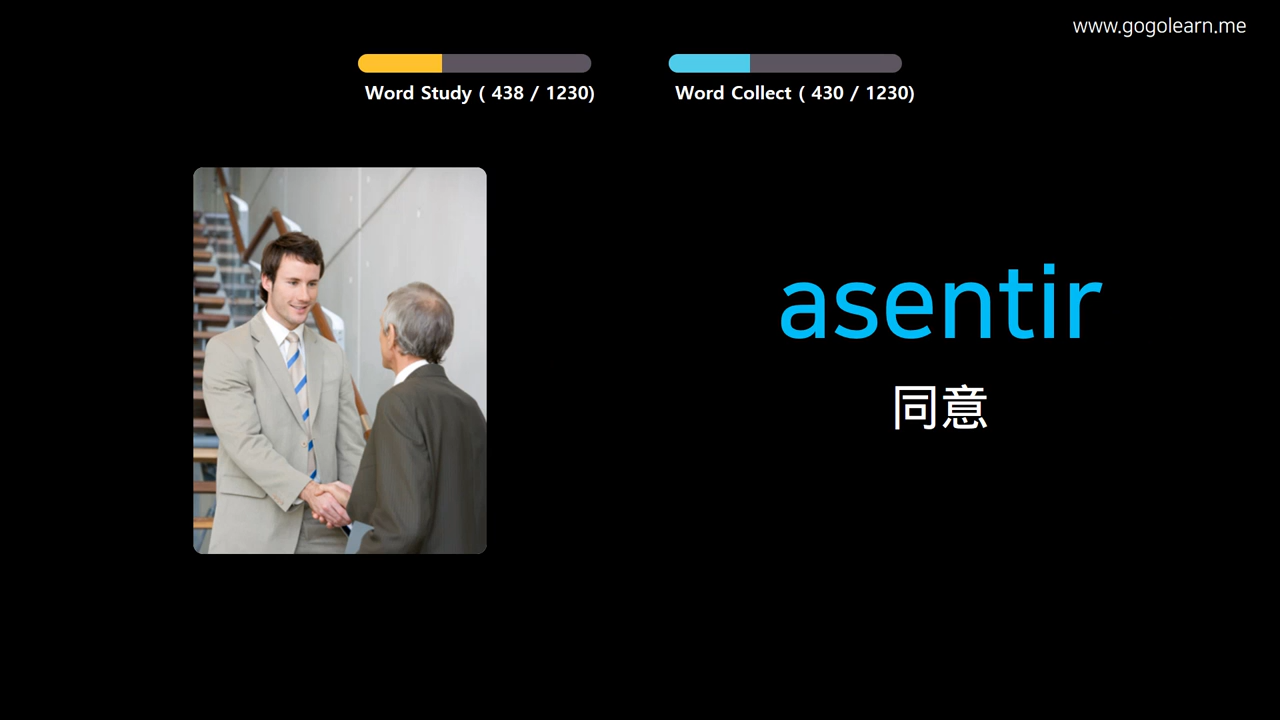 www.gogolearn.me
Word Study ( 438 / 1230)
Word Collect ( 430 / 1230)
asentir
同意